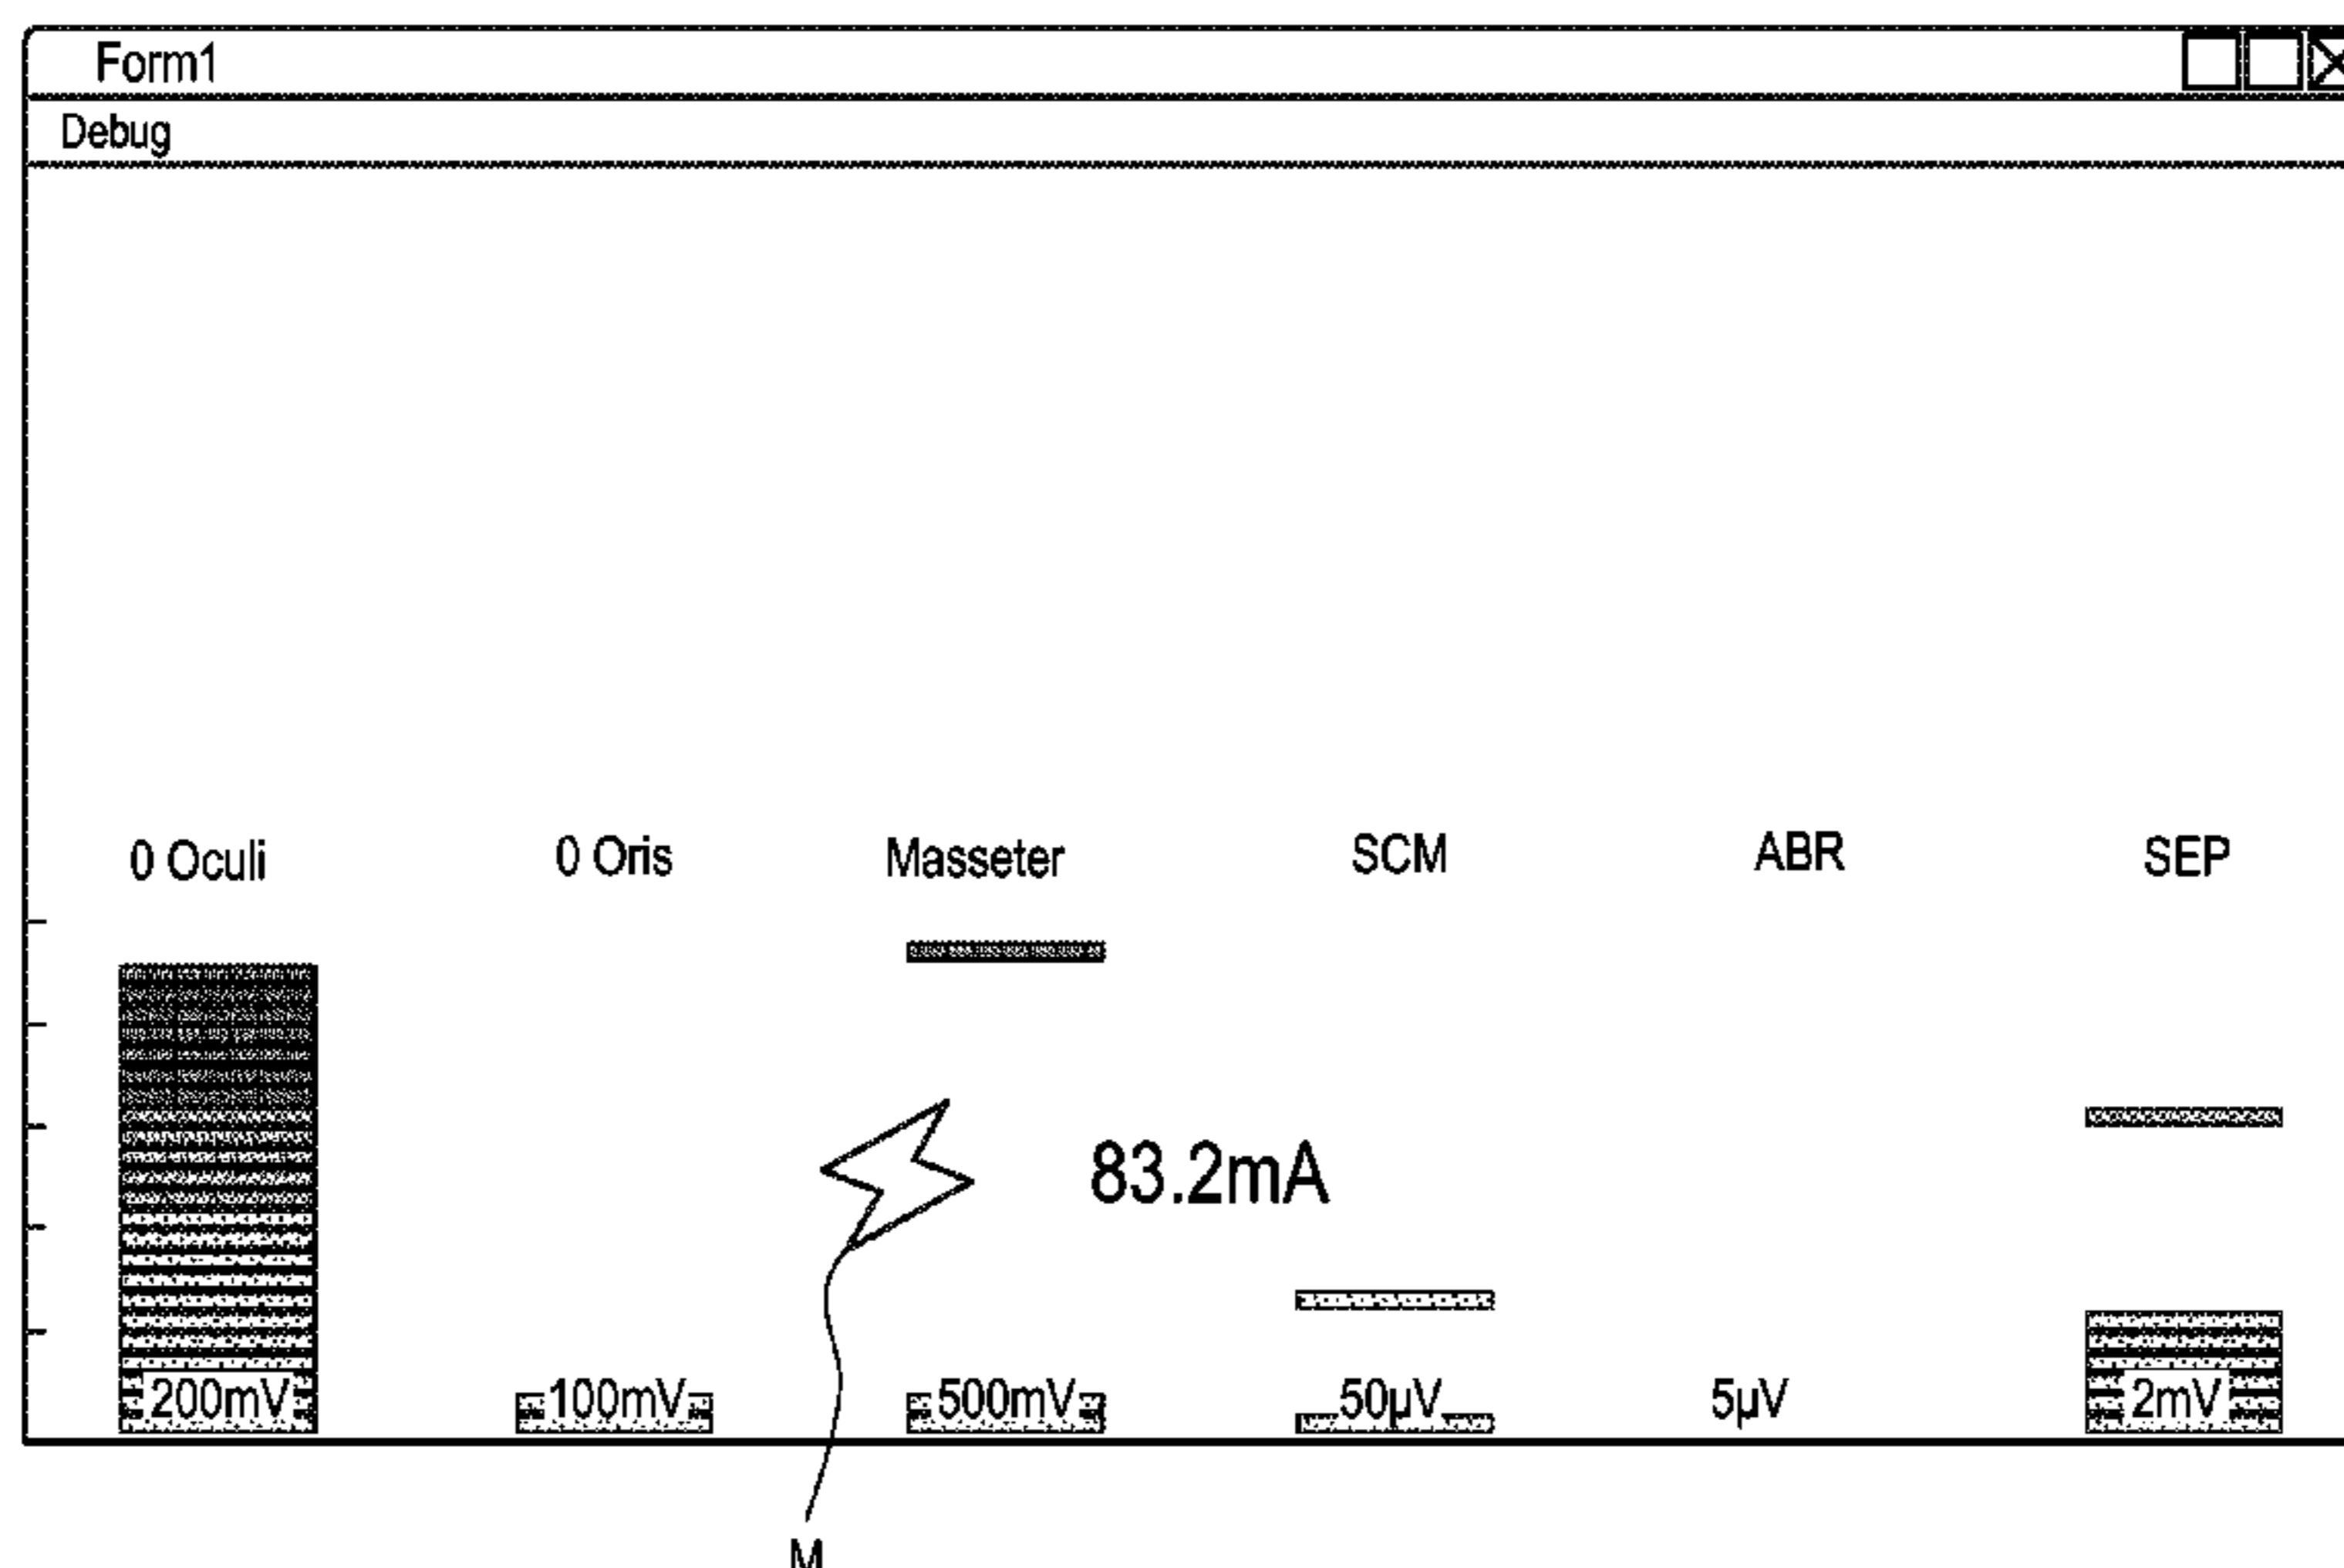 Form1
Debug
0 Oculi 0 Oris Masseter SCM ABR SEP
83.2mA
200mV 100mV 500mV 50µV 5µV 2mV
M